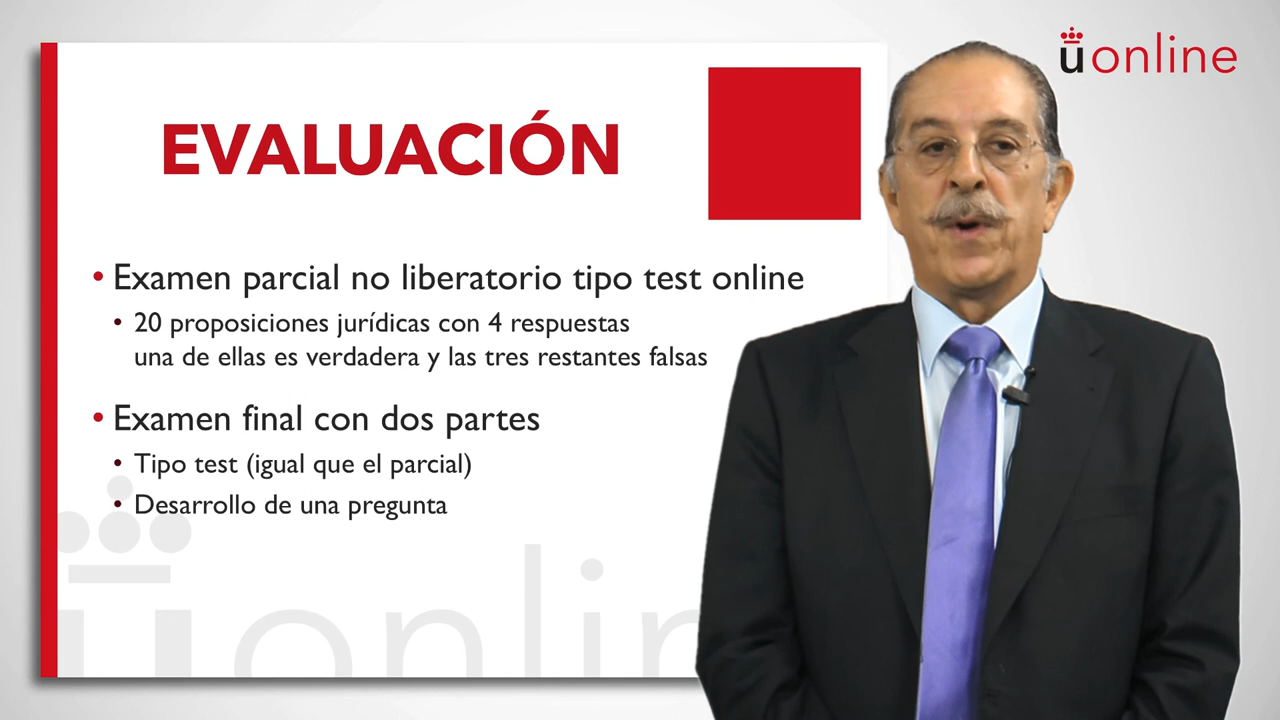 uonline
EVALUACIÓN
• Examen parcial no liberatorio tipo test online
• 20 proposiciones jurídicas con 4 respuestas
una de ellas es verdadera y las tres restantes falsas
• Examen final con dos partes
• Tipo test (igual que el parcial)
• Desarrollo de una pregunta
uonlin